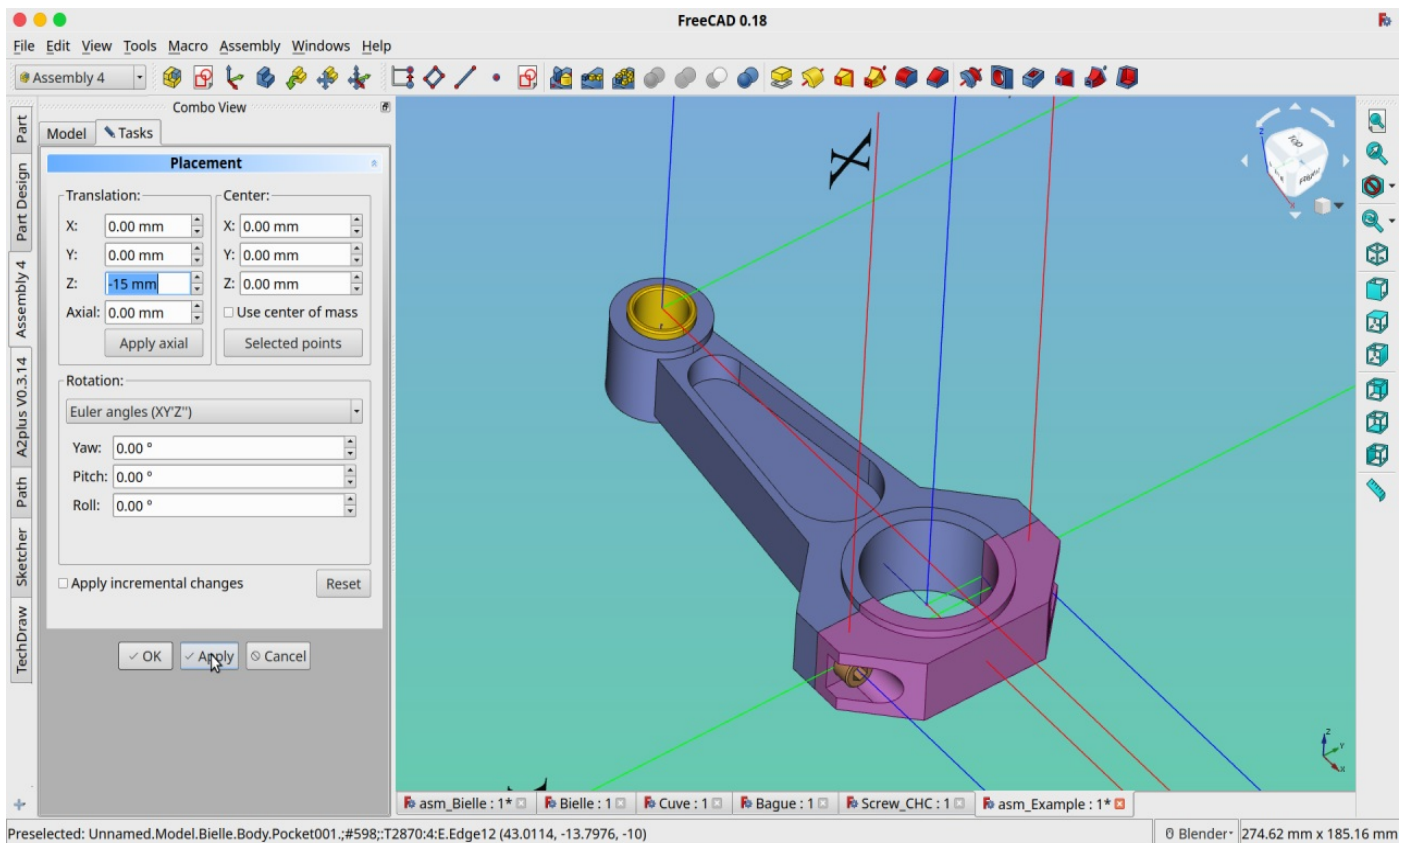 FreeCAD 0.18
File Edit View Tools Macro Assembly Windows Help
Assembly 4
Combo View
Model Tasks
Part
Part Design
Assembly 4
A2plus V0.3.14
Path
Sketcher
TechDraw
Placement
Translation:
X: 0.00 mm
Y: 0.00 mm
Z: -15 mm
Axial: 0.00 mm
Apply axial
Center:
X: 0.00 mm
Y: 0.00 mm
Z: 0.00 mm
Use center of mass
Selected points
Rotation:
Euler angles (XY'Z'')
Yaw: 0.00 °
Pitch: 0.00 °
Roll: 0.00 °
Apply incremental changes
Reset
OK Apply Cancel
X
Z
Top
Right
X
Z
Y
X
asm_Bielle : 1* Bielle : 1 Cuve : 1 Bague : 1 Screw_CHC : 1 asm_Example : 1*
Preselected: Unnamed.Model.Bielle.Body.Pocket001.;#598;:T2870:4:E.Edge12 (43.0114, -13.7976, -10)
Blender 274.62 mm x 185.16 mm